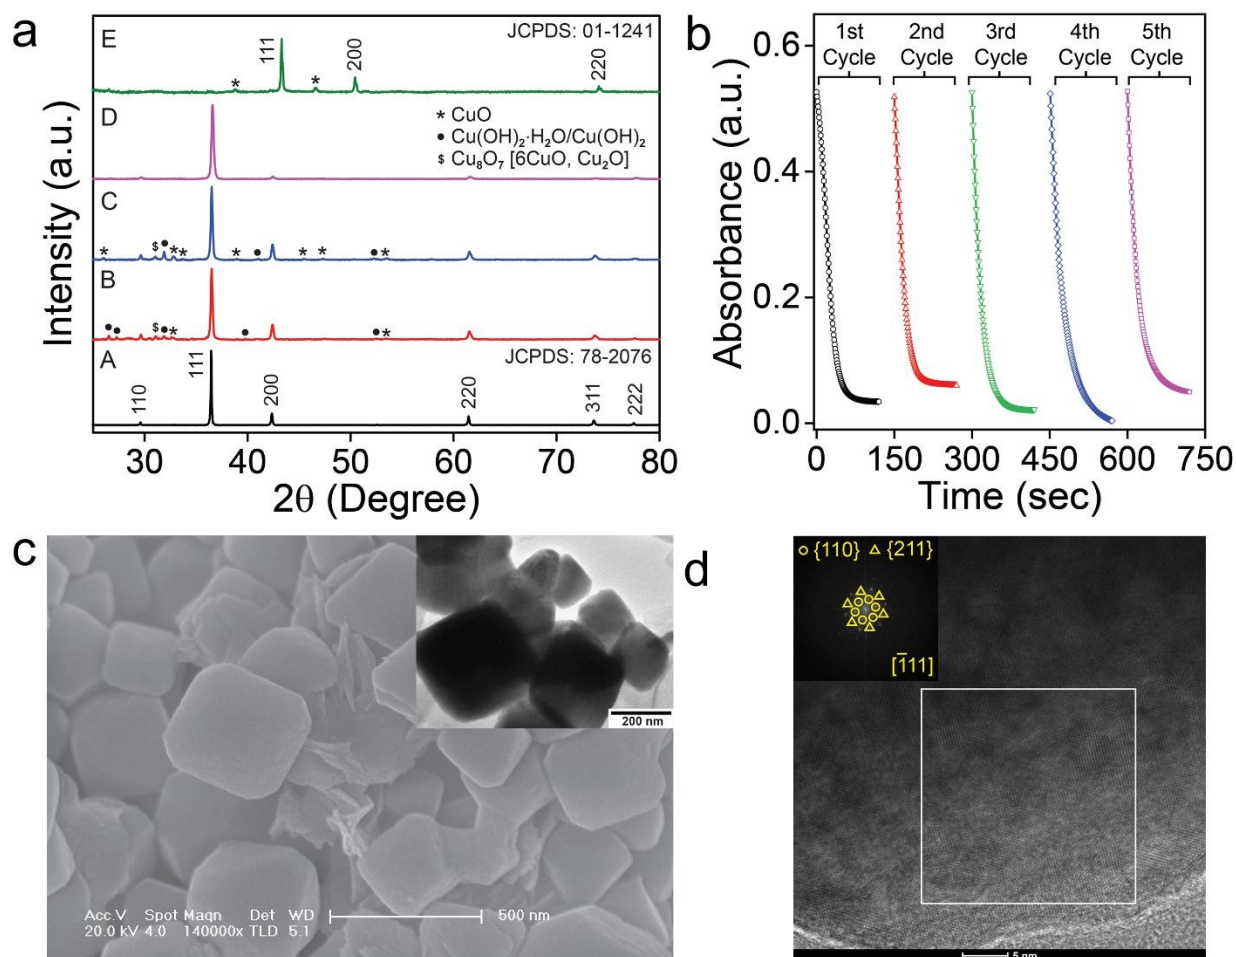 a
E
JCPDS: 01-1241
111
200
220
*
*
D
* CuO
● Cu(OH)₂·H₂O/Cu(OH)₂
$ Cu₈O₇ [6CuO, Cu₂O]
C
* $ ● * * * ● * * ● *
B
● ● $ ● * ● ● *
A
JCPDS: 78-2076
110
111
200
220
311
222
Intensity (a.u.)
30 40 50 60 70 80
2θ (Degree)
b
1st Cycle
2nd Cycle
3rd Cycle
4th Cycle
5th Cycle
0.6
0.4
0.2
0.0
Absorbance (a.u.)
0 150 300 450 600 750
Time (sec)
c
200 nm
Acc.V Spot Magn Det WD
20.0 kV 4.0 140000x TLD 5.1
500 nm
d
○ {110} △ {211}
[1̅11]
5 nm